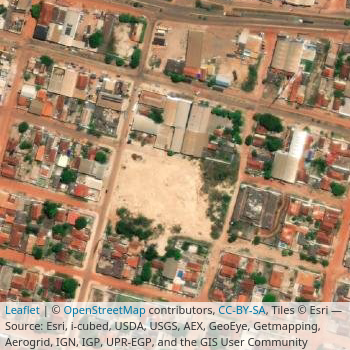 Leaflet | © OpenStreetMap contributors, CC-BY-SA, Tiles © Esri —
Source: Esri, i-cubed, USDA, USGS, AEX, GeoEye, Getmapping,
Aerogrid, IGN, IGP, UPR-EGP, and the GIS User Community